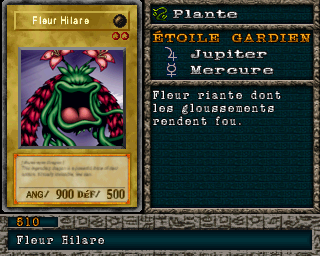 Fleur Hilare
ANG/ 900 DÉF/ 500
Plante
ÉTOILE GARDIEN
Jupiter
Mercure
Fleur riante dont
les gloussements
rendent fou.
510
Fleur Hilare